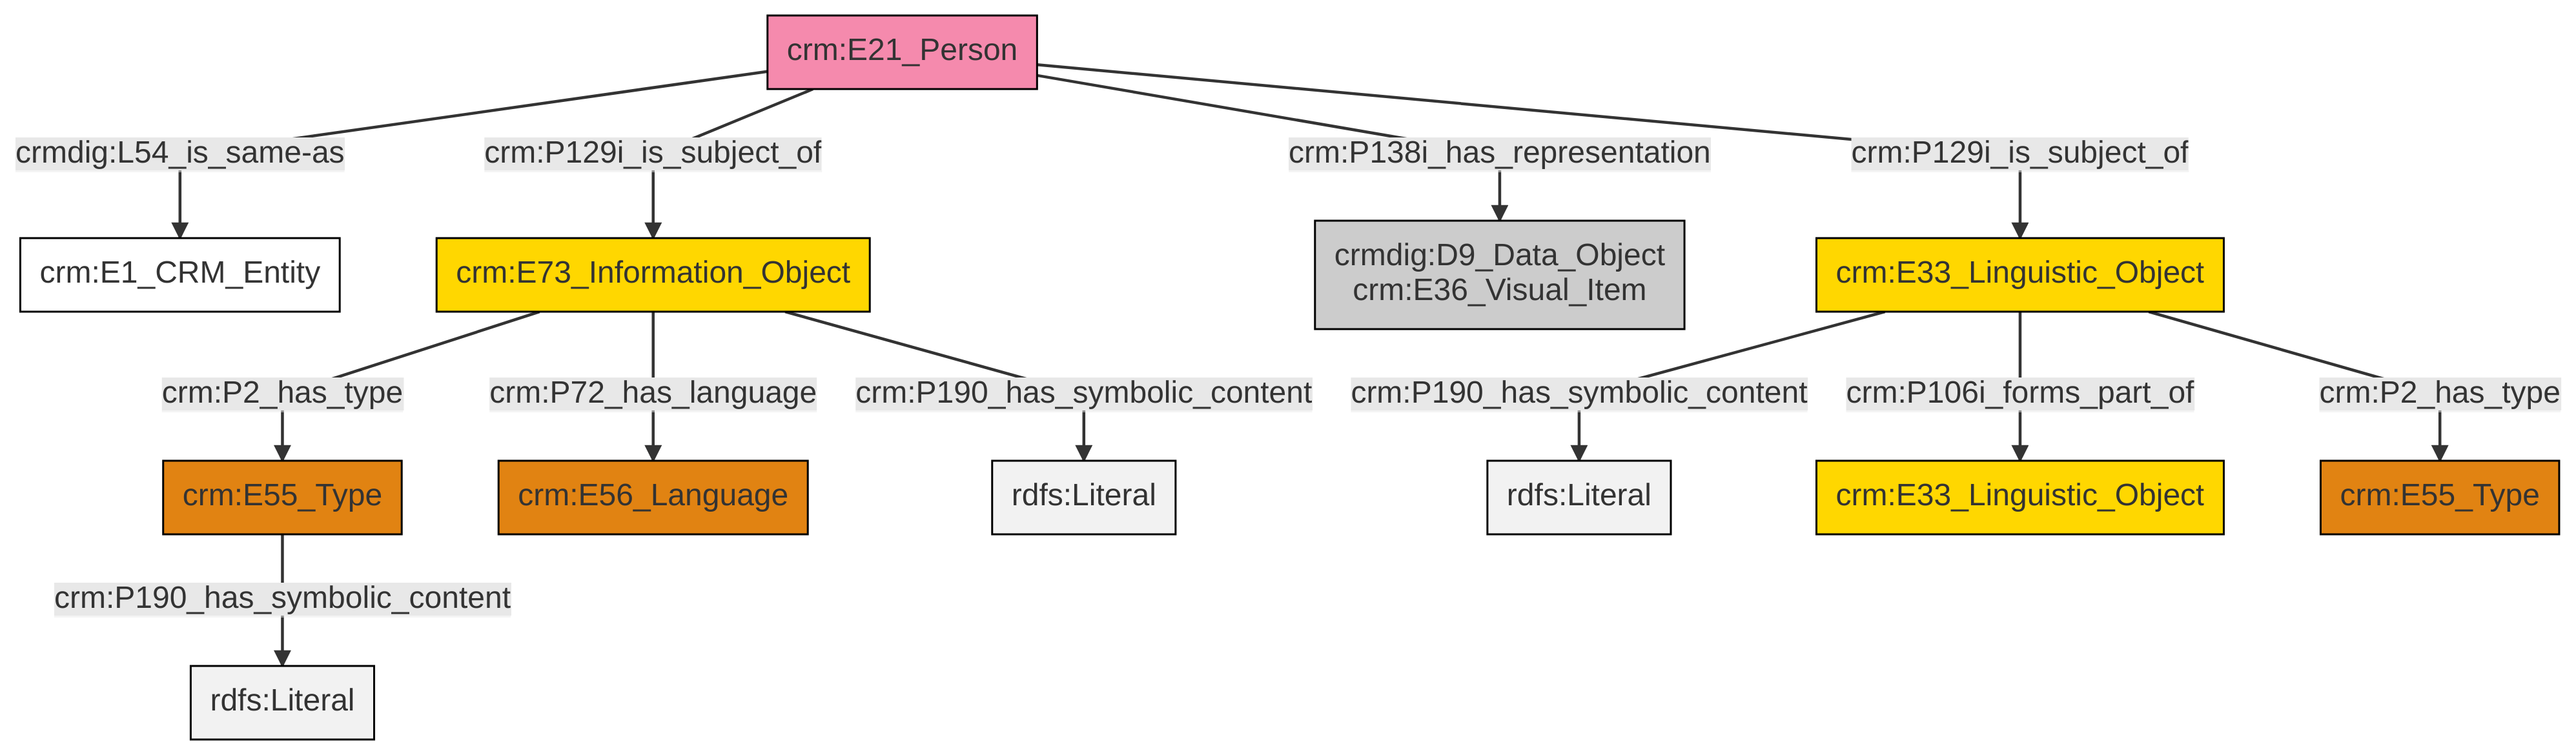 crm:E21_Person
crmdig:L54_is_same-as
crm:P129i_is_subject_of
crm:P138i_has_representation
crm:P129i_is_subject_of
crm:E1_CRM_Entity
crm:E73_Information_Object
crmdig:D9_Data_Object
crm:E36_Visual_Item
crm:E33_Linguistic_Object
crm:P2_has_type
crm:P72_has_language
crm:P190_has_symbolic_content
crm:P190_has_symbolic_content
crm:P106i_forms_part_of
crm:P2_has_type
crm:E55_Type
crm:E56_Language
rdfs:Literal
rdfs:Literal
crm:E33_Linguistic_Object
crm:E55_Type
crm:P190_has_symbolic_content
rdfs:Literal